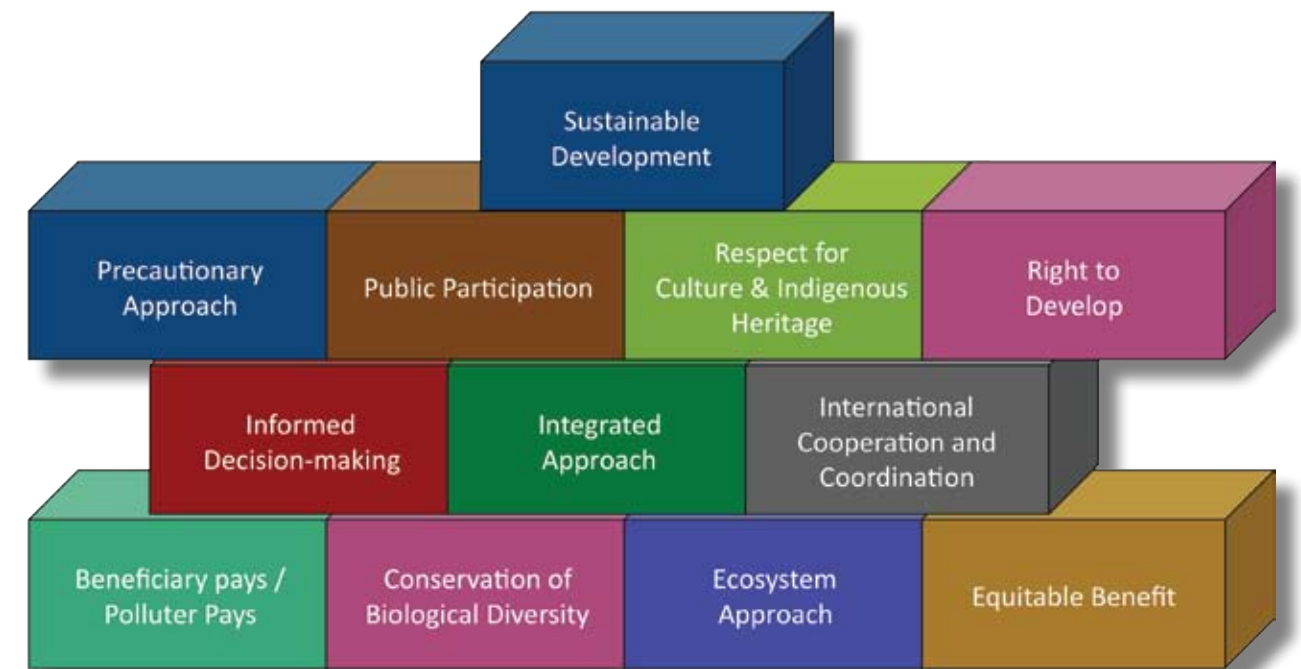 Sustainable
Development
Precautionary
Approach
Public Participation
Respect for
Culture & Indigenous
Heritage
Right to
Develop
Informed
Decision-making
Integrated
Approach
International
Cooperation and
Coordination
Beneficiary pays /
Polluter Pays
Conservation of
Biological Diversity
Ecosystem
Approach
Equitable Benefit